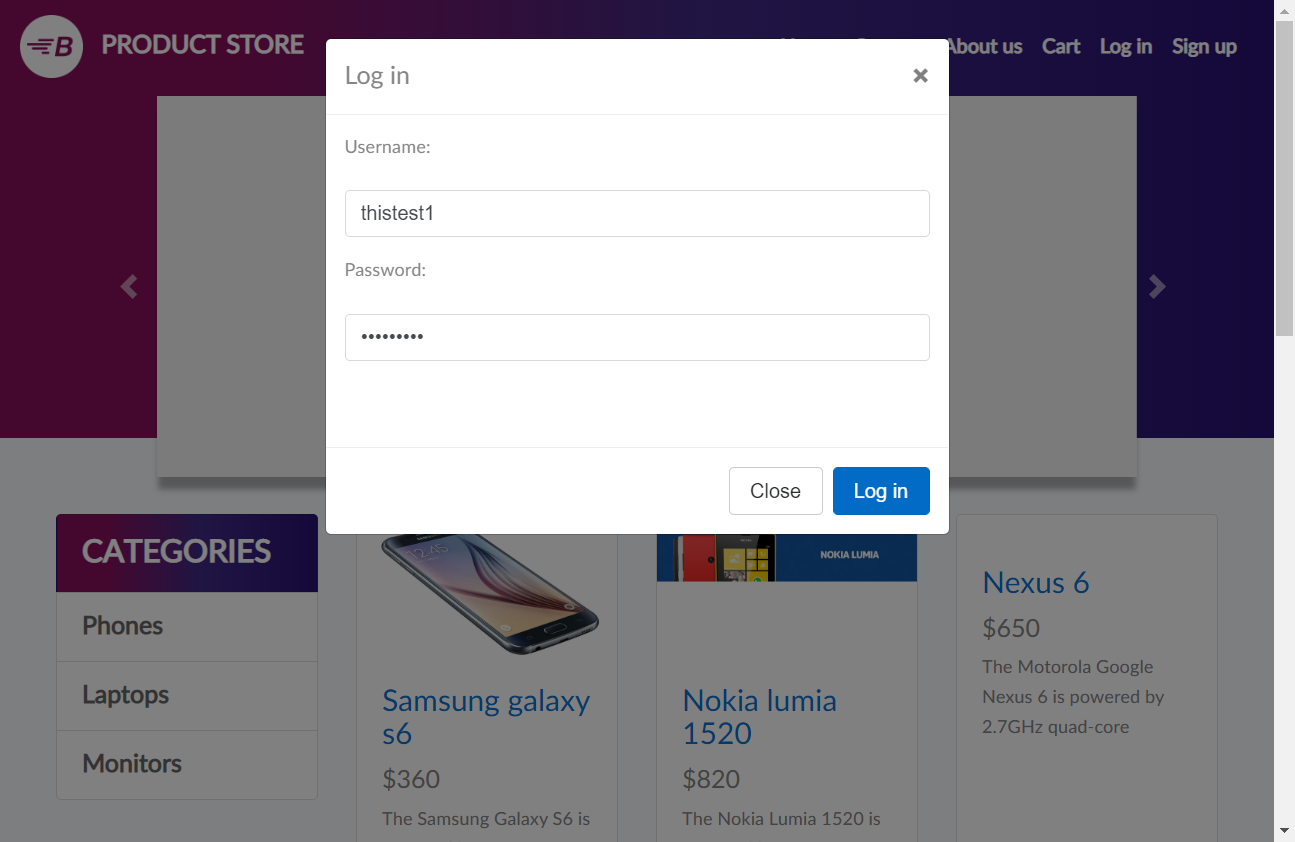 B
PRODUCT STORE
About us
Cart
Log in
Sign up
Log in
×
Username:
thistest1
Password:
•••••••••
Close
Log in
CATEGORIES
Phones
Laptops
Monitors
12:45
Samsung galaxy
s6
$360
The Samsung Galaxy S6 is
NOKIA LUMIA
Nokia lumia
1520
$820
The Nokia Lumia 1520 is
Nexus 6
$650
The Motorola Google
Nexus 6 is powered by
2.7GHz quad-core